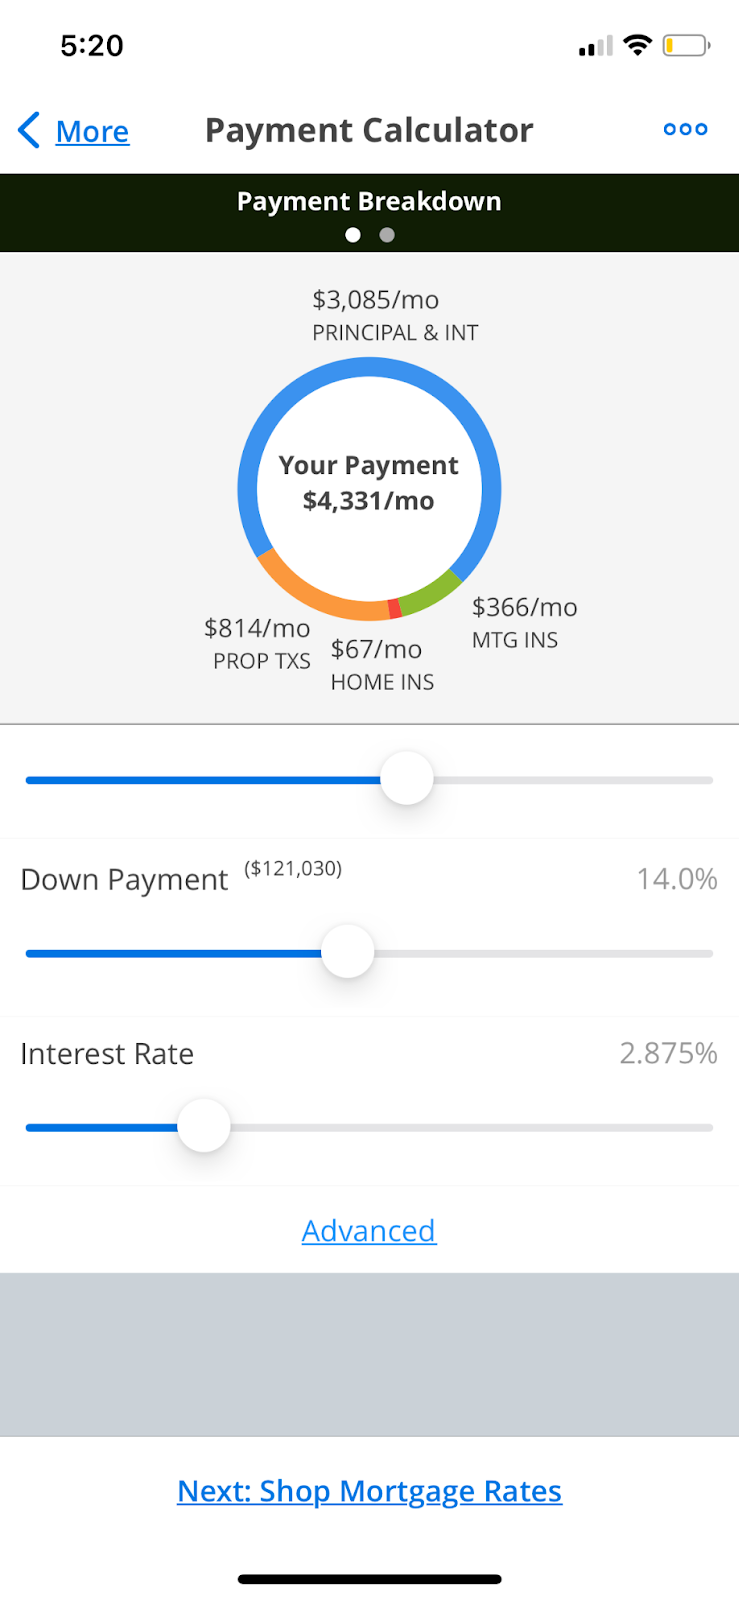 5:20
More
Payment Calculator
Payment Breakdown
$3,085/mo
PRINCIPAL & INT
Your Payment
$4,331/mo
$366/mo
MTG INS
$814/mo
PROP TXS
$67/mo
HOME INS
Down Payment ($121,030) 14.0%
Interest Rate 2.875%
Advanced
Next: Shop Mortgage Rates